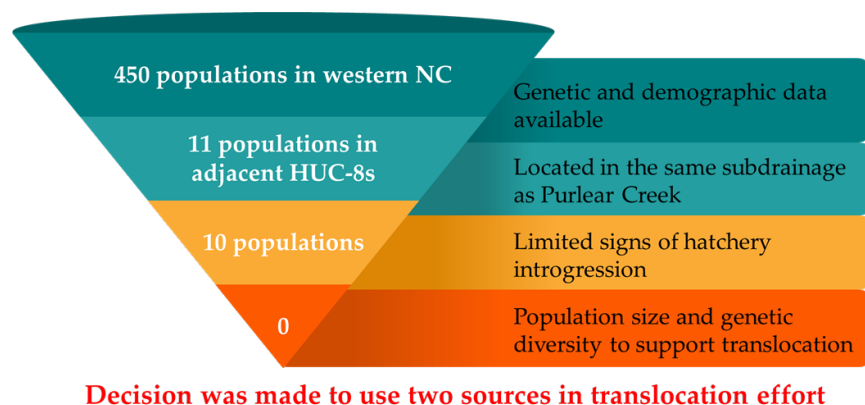 450 populations in western NC
Genetic and demographic data
available
11 populations in
adjacent HUC-8s
Located in the same subdrainage
as Purlear Creek
10 populations
Limited signs of hatchery
introgression
0
Population size and genetic
diversity to support translocation
Decision was made to use two sources in translocation effort